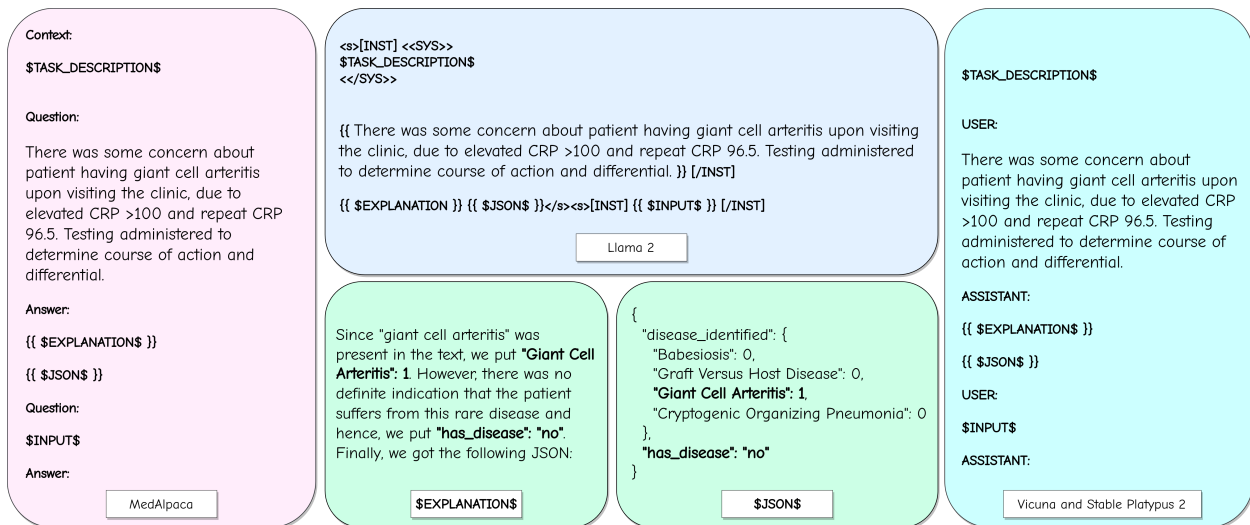 Context:
$TASK_DESCRIPTION$
Question:
There was some concern about
patient having giant cell arteritis
upon visiting the clinic, due to
elevated CRP >100 and repeat CRP
96.5. Testing administered to
determine course of action and
differential.
Answer:
{{ $EXPLANATION$ }}
{{ $JSON$ }}
Question:
$INPUT$
Answer:
MedAlpaca
<s>[INST] <<SYS>>
$TASK_DESCRIPTION$
<</SYS>>
{{ There was some concern about patient having giant cell arteritis upon visiting
the clinic, due to elevated CRP >100 and repeat CRP 96.5. Testing administered
to determine course of action and differential. }} [/INST]
{{ $EXPLANATION }} {{ $JSON$ }}</s><s>[INST] {{ $INPUT$ }} [/INST]
Llama 2
Since "giant cell arteritis" was
present in the text, we put "Giant Cell
Arteritis": 1. However, there was no
definite indication that the patient
suffers from this rare disease and
hence, we put "has_disease": "no".
Finally, we got the following JSON:
$EXPLANATION$
{
"disease_identified": {
"Babesiosis": 0,
"Graft Versus Host Disease": 0,
"Giant Cell Arteritis": 1,
"Cryptogenic Organizing Pneumonia": 0
},
"has_disease": "no"
}
$JSON$
$TASK_DESCRIPTION$
USER:
There was some concern about
patient having giant cell arteritis upon
visiting the clinic, due to elevated CRP
>100 and repeat CRP 96.5. Testing
administered to determine course of
action and differential.
ASSISTANT:
{{ $EXPLANATION$ }}
{{ $JSON$ }}
USER:
$INPUT$
ASSISTANT:
Vicuna and Stable Platypus 2